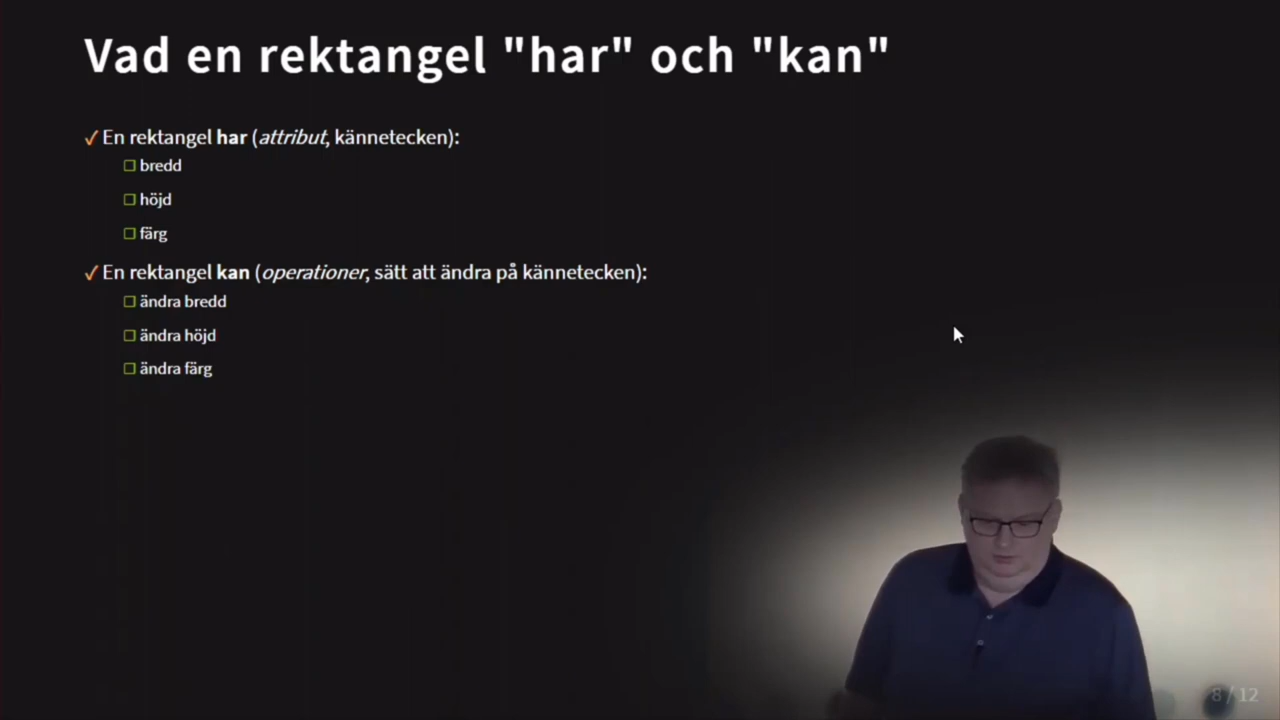 Vad en rektangel "har" och "kan"
✓ En rektangel har (attribut, kännetecken):
☐ bredd
☐ höjd
☐ färg
✓ En rektangel kan (operationer, sätt att ändra på kännetecken):
☐ ändra bredd
☐ ändra höjd
☐ ändra färg
8 / 12